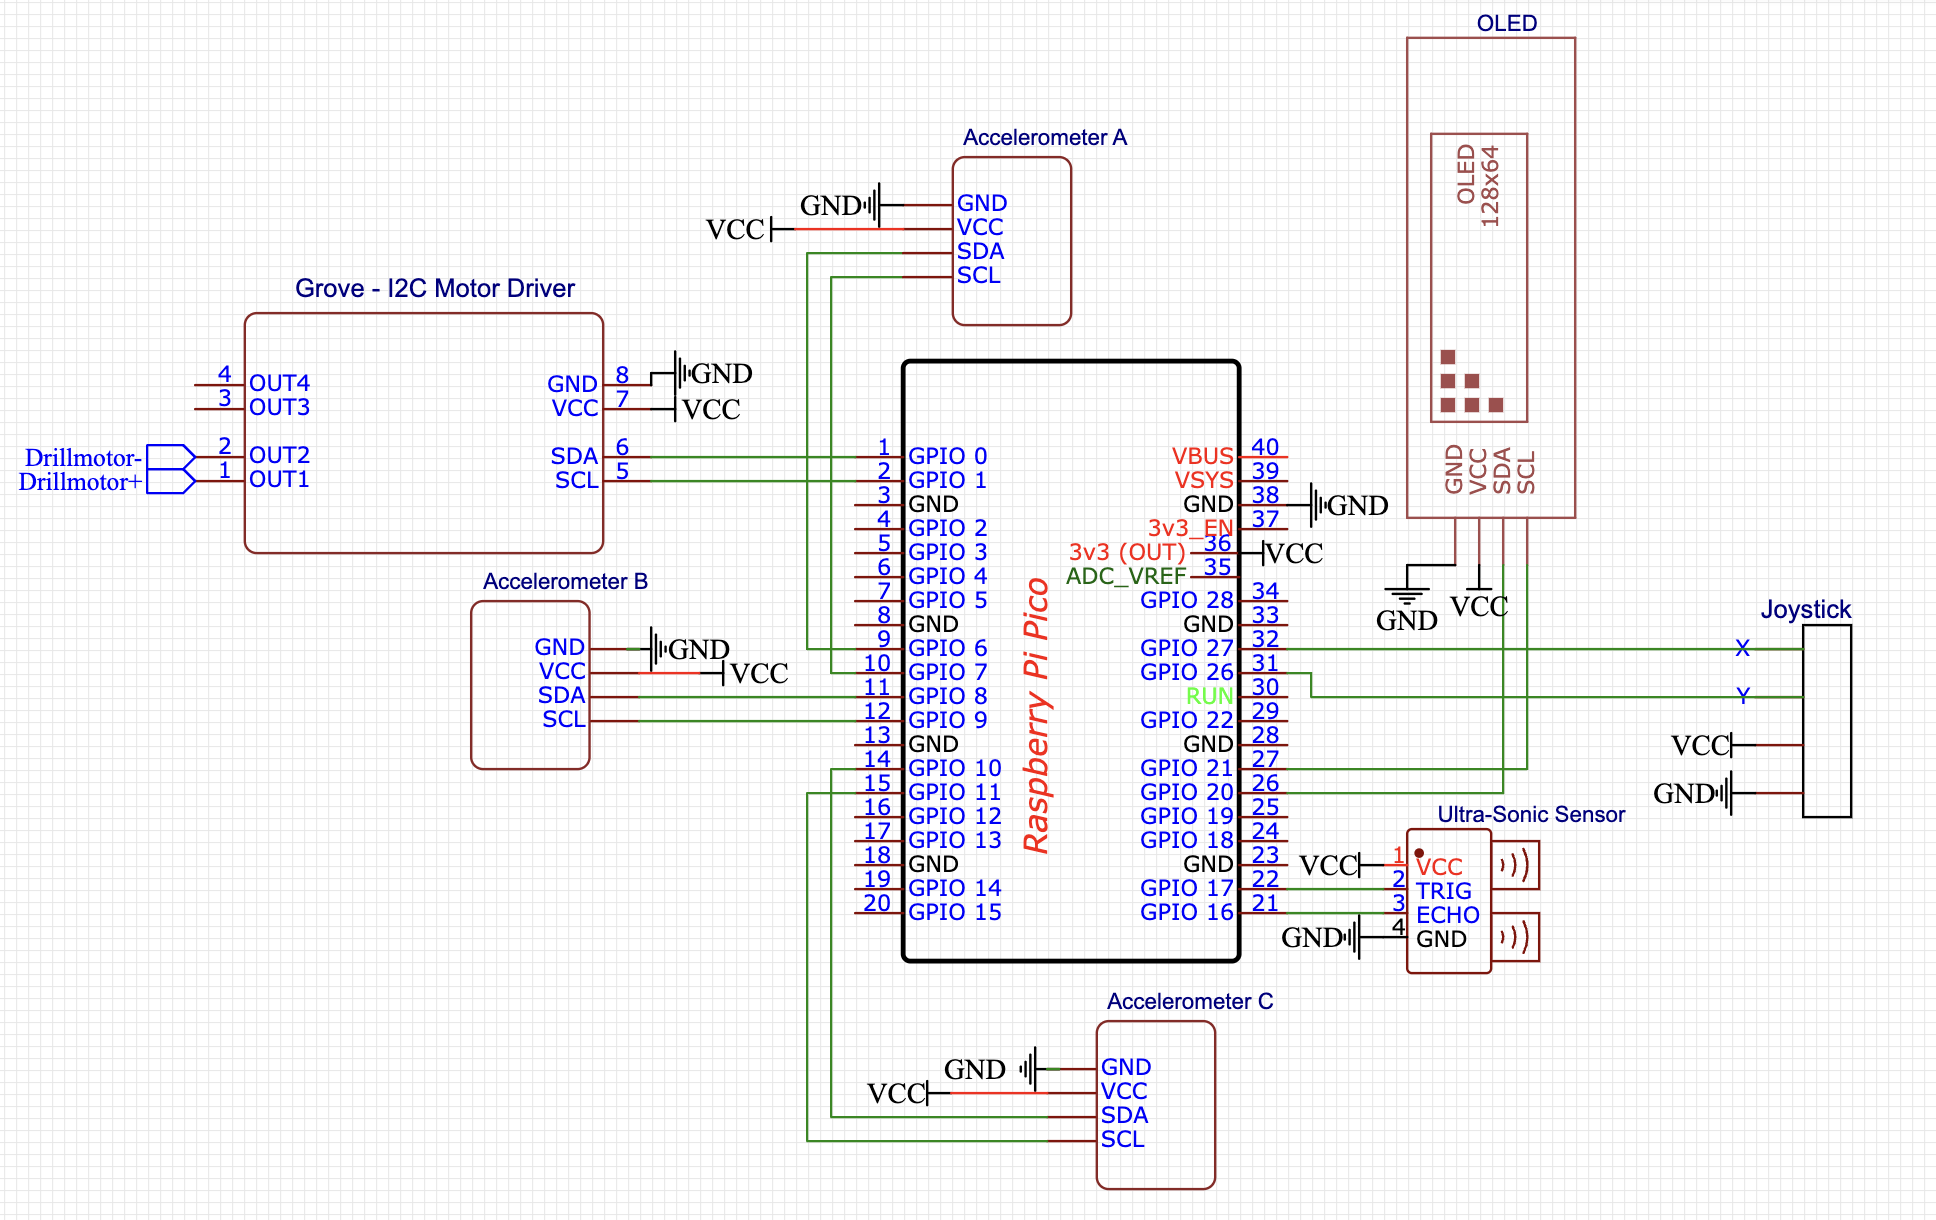 OLED
OLED
128x64
GND
VCC
SDA
SCL
GND
VCC
Accelerometer A
GND
VCC
GND
VCC
SDA
SCL
Grove - I2C Motor Driver
4 OUT4
3 OUT3
2 OUT2
1 OUT1
GND 8
VCC 7
SDA 6
SCL 5
GND
VCC
Drillmotor-
Drillmotor+
Accelerometer B
GND
VCC
SDA
SCL
GND
VCC
Raspberry Pi Pico
1 GPIO 0
2 GPIO 1
3 GND
4 GPIO 2
5 GPIO 3
6 GPIO 4
7 GPIO 5
8 GND
9 GPIO 6
10 GPIO 7
11 GPIO 8
12 GPIO 9
13 GND
14 GPIO 10
15 GPIO 11
16 GPIO 12
17 GPIO 13
18 GND
19 GPIO 14
20 GPIO 15
VBUS 40
VSYS 39
GND 38
3v3_EN 37
3v3 (OUT) 36
ADC_VREF 35
GPIO 28 34
GND 33
GPIO 27 32
GPIO 26 31
RUN 30
GPIO 22 29
GND 28
GPIO 21 27
GPIO 20 26
GPIO 19 25
GPIO 18 24
GND 23
GPIO 17 22
GPIO 16 21
GND
VCC
Joystick
X
Y
VCC
GND
Ultra-Sonic Sensor
VCC
GND
1 VCC
2 TRIG
3 ECHO
4 GND
Accelerometer C
GND
VCC
GND
VCC
SDA
SCL